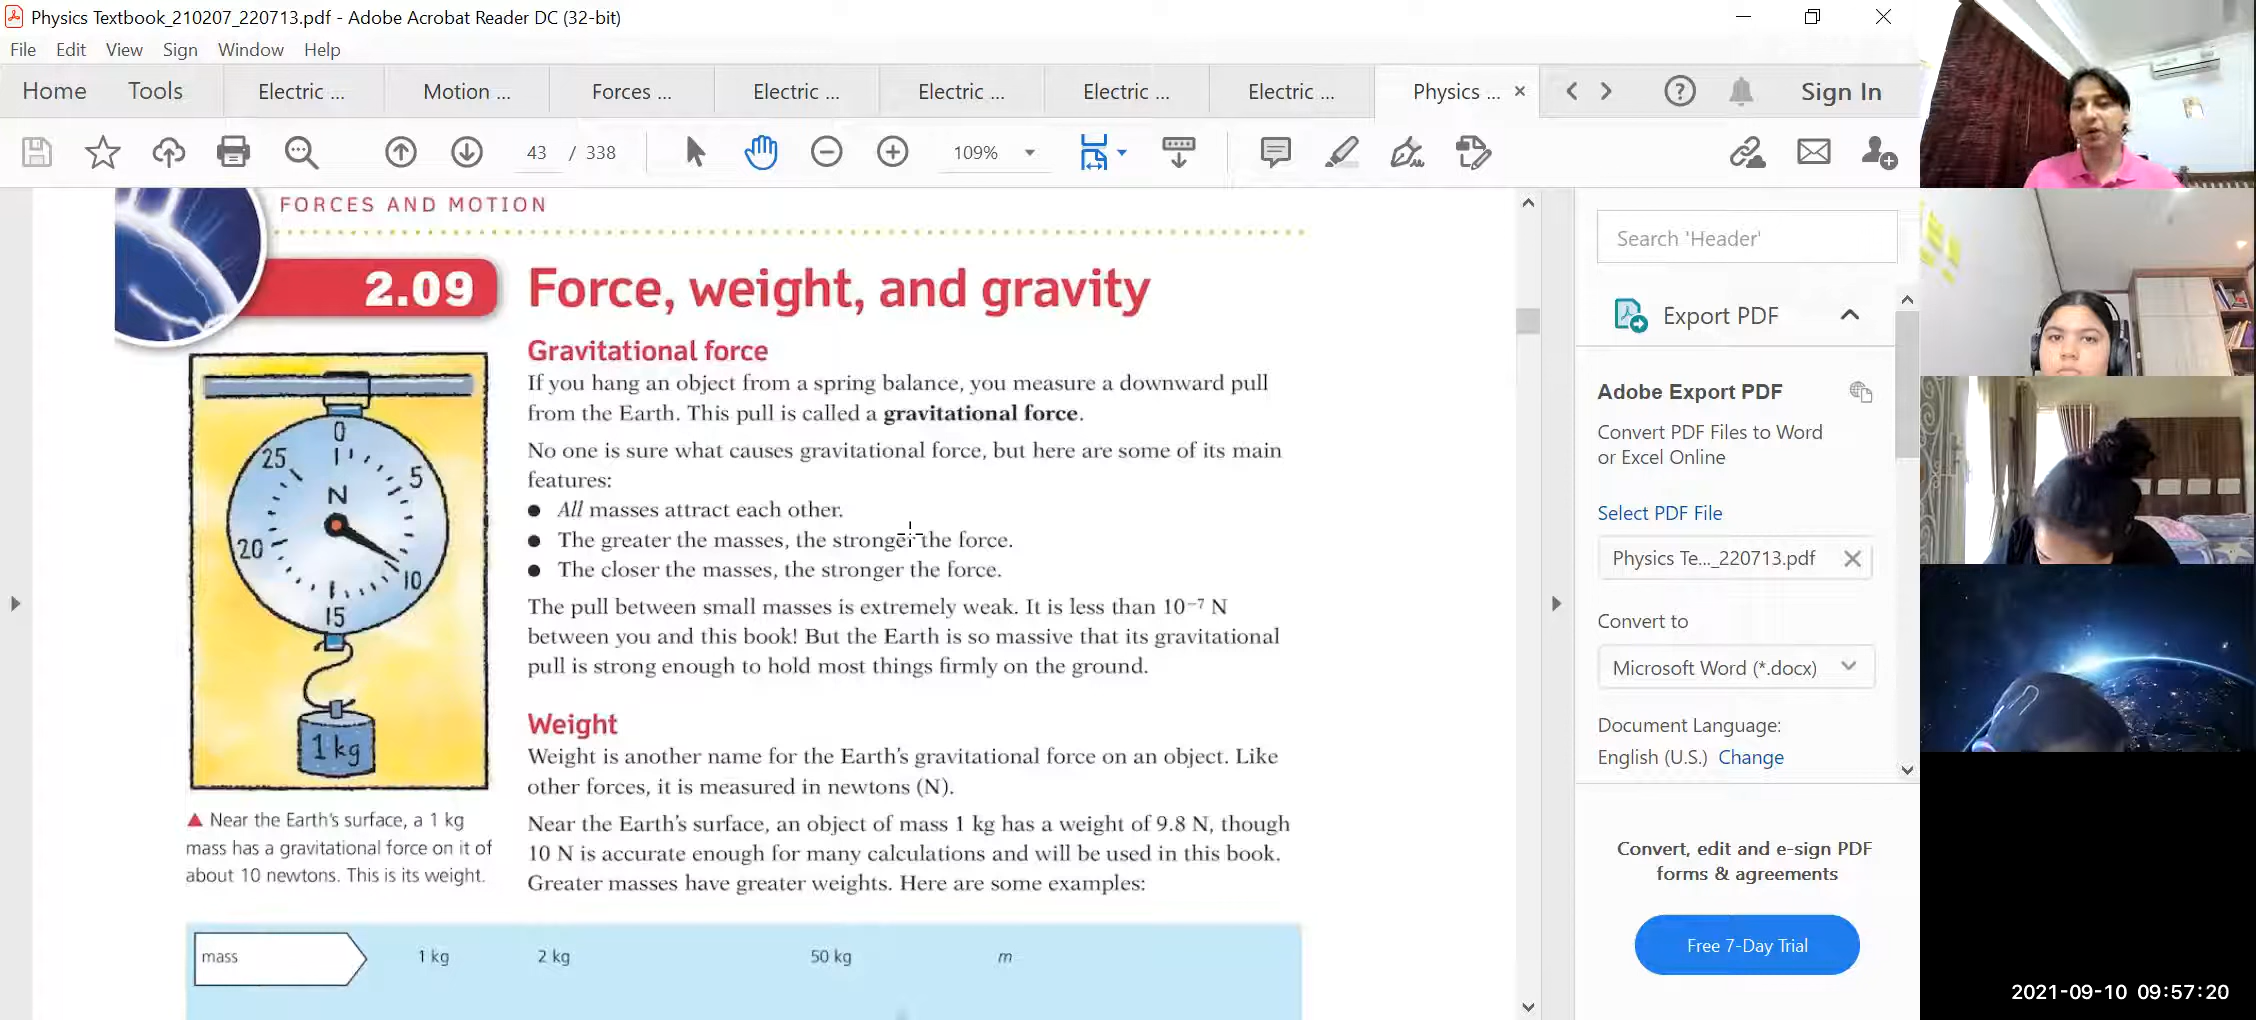 Physics Textbook_210207_220713.pdf - Adobe Acrobat Reader DC (32-bit)
File Edit View Sign Window Help
Home Tools Electric ... Motion ... Forces ... Electric ... Electric ... Electric ... Electric ... Physics ... Sign In
43 / 338 109%
FORCES AND MOTION
2.09 Force, weight, and gravity
Gravitational force
If you hang an object from a spring balance, you measure a downward pull
from the Earth. This pull is called a gravitational force.
No one is sure what causes gravitational force, but here are some of its main
features:
● All masses attract each other.
● The greater the masses, the stronger the force.
● The closer the masses, the stronger the force.
The pull between small masses is extremely weak. It is less than 10⁻⁷ N
between you and this book! But the Earth is so massive that its gravitational
pull is strong enough to hold most things firmly on the ground.
Weight
Weight is another name for the Earth's gravitational force on an object. Like
other forces, it is measured in newtons (N).
Near the Earth's surface, an object of mass 1 kg has a weight of 9.8 N, though
10 N is accurate enough for many calculations and will be used in this book.
Greater masses have greater weights. Here are some examples:
0
25
5
N
20
10
15
1 kg
▲ Near the Earth's surface, a 1 kg
mass has a gravitational force on it of
about 10 newtons. This is its weight.
mass 1 kg 2 kg 50 kg m
Search 'Header'
Export PDF
Adobe Export PDF
Convert PDF Files to Word
or Excel Online
Select PDF File
Physics Te..._220713.pdf
Convert to
Microsoft Word (*.docx)
Document Language:
English (U.S.) Change
Convert, edit and e-sign PDF
forms & agreements
Free 7-Day Trial
2021-09-10 09:57:20